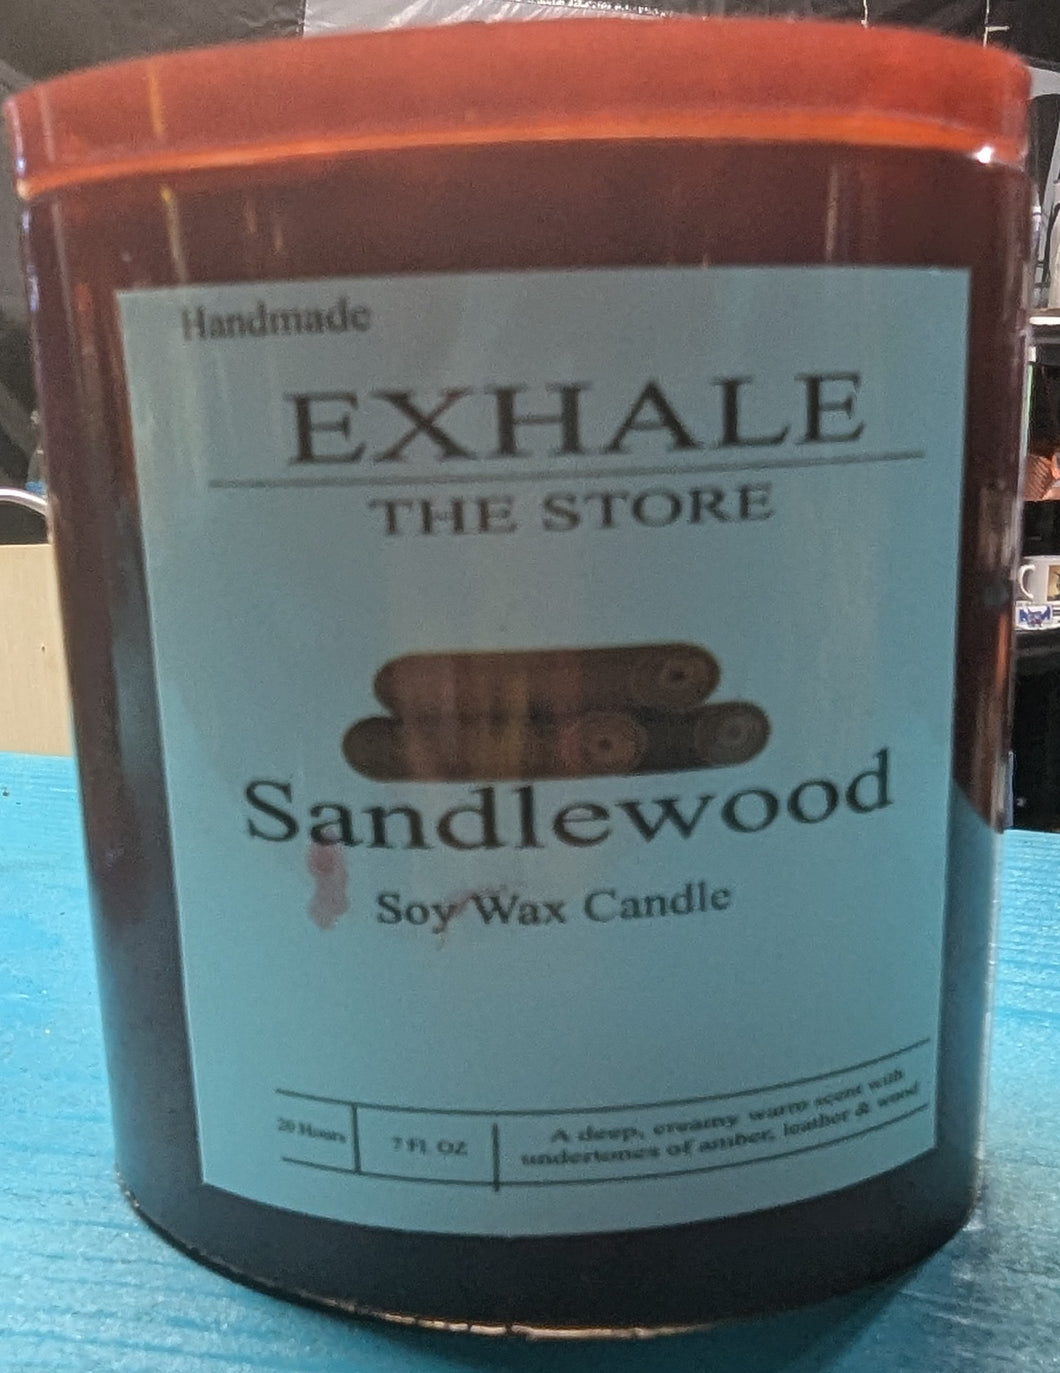 Handmade
EXHALE
THE STORE
Sandlewood
Soy Wax Candle
20 Hours
7 Fl OZ
A deep, creamy warm scent with
undertones of amber, leather & wood